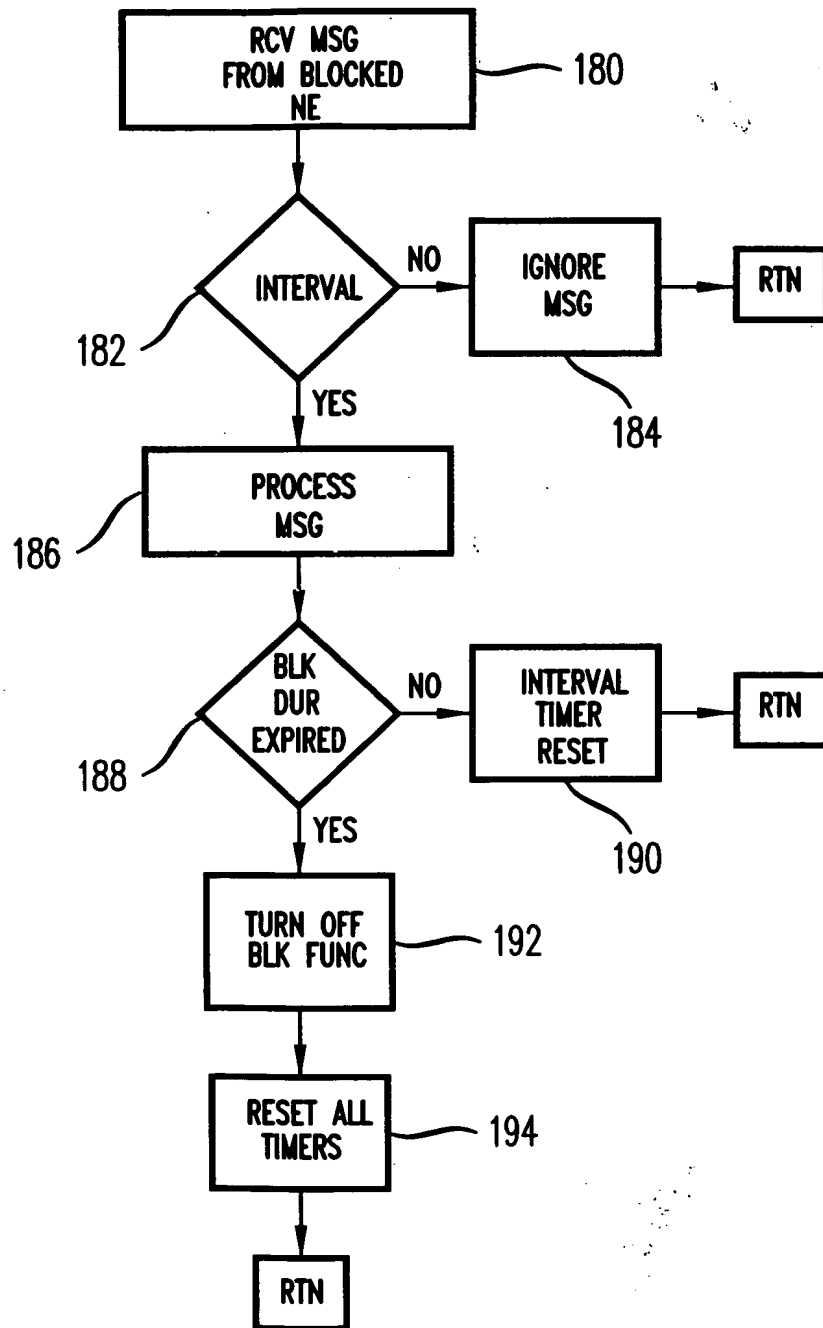 RCV MSG
FROM BLOCKED
NE
180
INTERVAL
NO
IGNORE
MSG
RTN
182
184
YES
PROCESS
MSG
186
BLK
DUR
EXPIRED
NO
INTERVAL
TIMER
RESET
RTN
188
190
YES
TURN OFF
BLK FUNC
192
RESET ALL
TIMERS
194
RTN